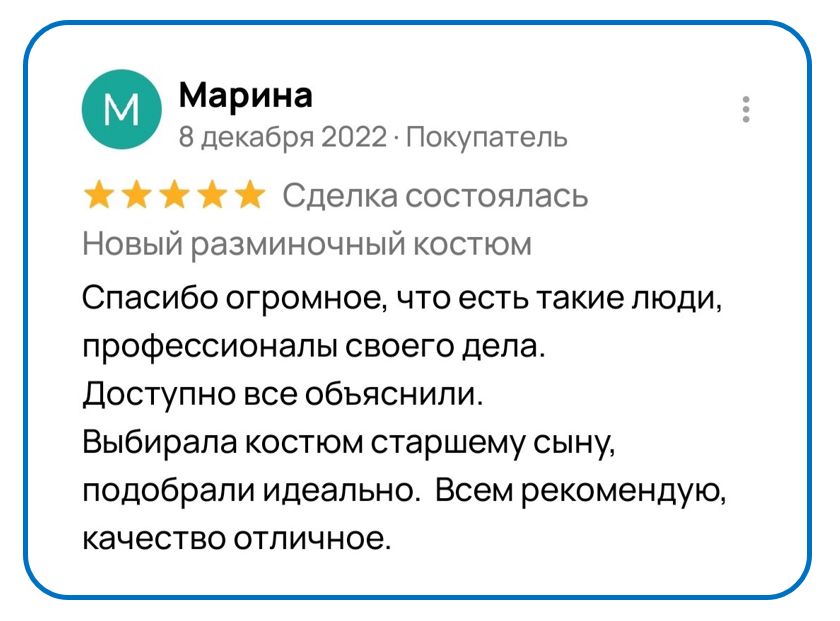 М
Марина
8 декабря 2022 · Покупатель
Сделка состоялась
Новый разминочный костюм
Спасибо огромное, что есть такие люди,
профессионалы своего дела.
Доступно все объяснили.
Выбирала костюм старшему сыну,
подобрали идеально.  Всем рекомендую,
качество отличное.